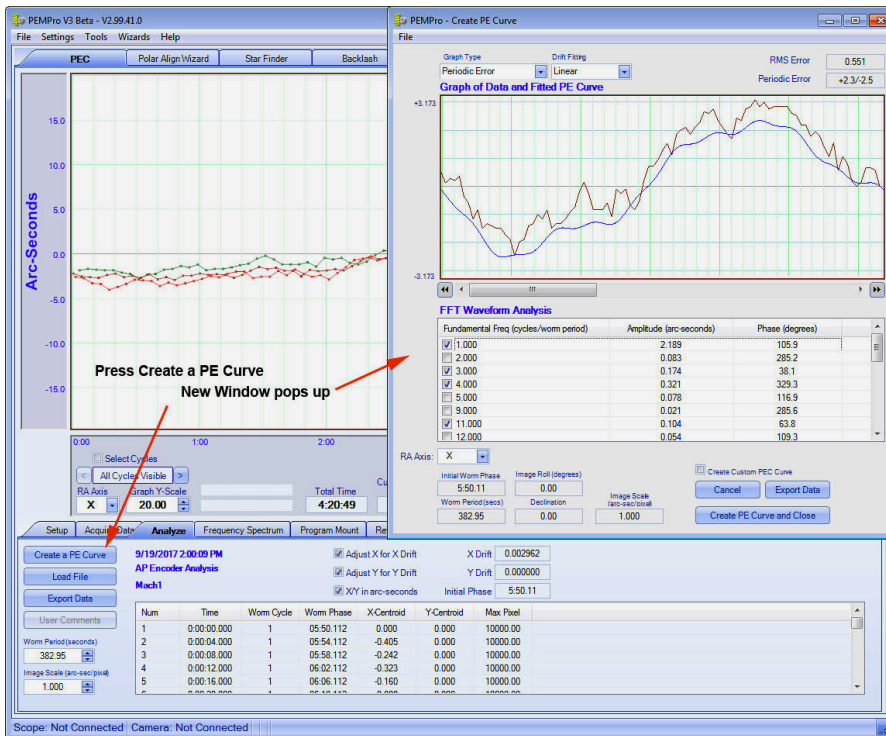 PEMPro V3 Beta - V2.99.41.0
File Settings Tools Wizards Help
PEC Polar Align Wizard Star Finder Backlash
Arc-Seconds
15.0
10.0
5.0
0.0
-5.0
-10.0
-15.0
0:00 1:00 2:00
Press Create a PE Curve
New Window pops up
Select Cycles
< All Cycles Visible >
RA Axis Graph Y-Scale Total Time
X 20.00 4:20:49
PEMPro - Create PE Curve
File
Graph Type Drift Fitting
Periodic Error Linear
RMS Error 0.551
Periodic Error +2.3/-2.5
Graph of Data and Fitted PE Curve
+3.173
-3.173
FFT Waveform Analysis
Fundamental Freq (cycles/worm period) Amplitude (arc-seconds) Phase (degrees)
1.000 2.189 105.9
2.000 0.083 285.2
3.000 0.174 38.1
4.000 0.321 329.3
5.000 0.078 116.9
9.000 0.021 285.6
11.000 0.104 63.8
12.000 0.054 109.3
RA Axis: X
Initial Worm Phase Image Roll (degrees)
5:50.11 0.00
Worm Period(secs) Declination Image Scale (arc-sec/pixel)
382.95 0.00 1.000
Create Custom PEC Curve
Cancel Export Data
Create PE Curve and Close
Setup Acquire Data Analyze Frequency Spectrum Program Mount
Create a PE Curve
Load File
Export Data
User Comments
Worm Period(seconds)
382.95
Image Scale (arc-sec/pixel)
1.000
9/19/2017 2:00:09 PM
AP Encoder Analysis
Mach1
Adjust X for X Drift X Drift 0.002962
Adjust Y for Y Drift Y Drift 0.000000
X/Y in arc-seconds Initial Phase 5:50.11
Num Time Worm Cycle Worm Phase X-Centroid Y-Centroid Max Pixel
1 0:00:00.000 1 05:50.112 0.000 0.000 10000.00
2 0:00:04.000 1 05:54.112 -0.405 0.000 10000.00
3 0:00:08.000 1 05:58.112 -0.242 0.000 10000.00
4 0:00:12.000 1 06:02.112 -0.323 0.000 10000.00
5 0:00:16.000 1 06:06.112 -0.160 0.000 10000.00
Scope: Not Connected Camera: Not Connected